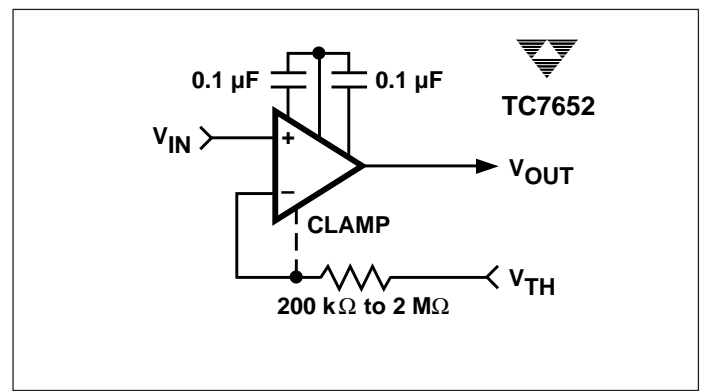 0.1 µF
0.1 µF
TC7652
VIN
+
VOUT
–
CLAMP
VTH
200 kΩ to 2 MΩ